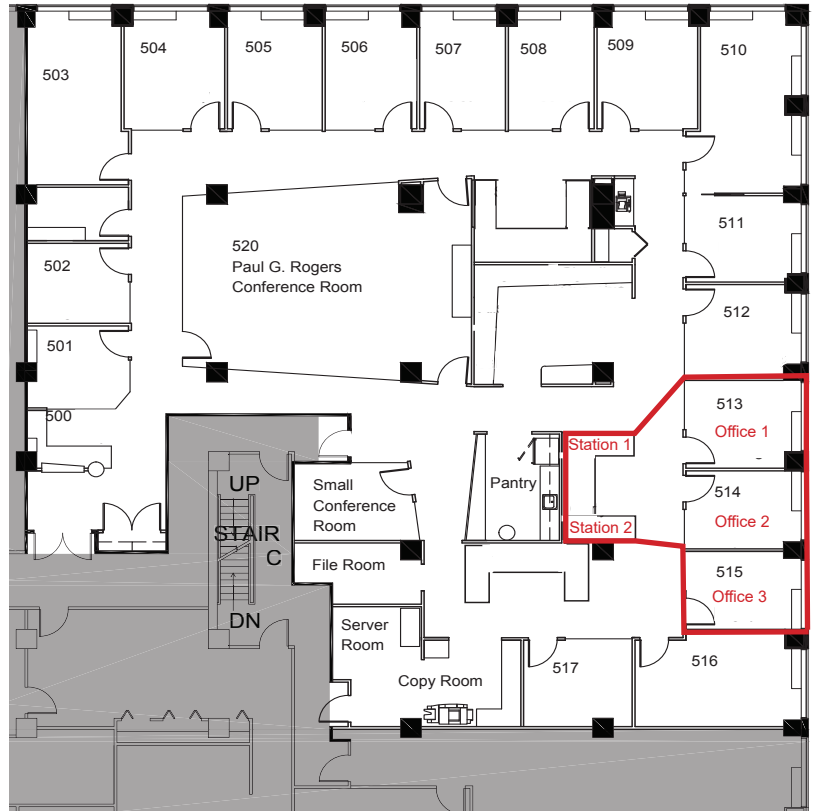 503
504
505
506
507
508
509
510
511
502
520
Paul G. Rogers
Conference Room
512
501
513
Office 1
500
Station 1
UP
Small
Conference
Room
Pantry
514
Office 2
STAIR
C
Station 2
File Room
515
Office 3
DN
Server
Room
517
516
Copy Room